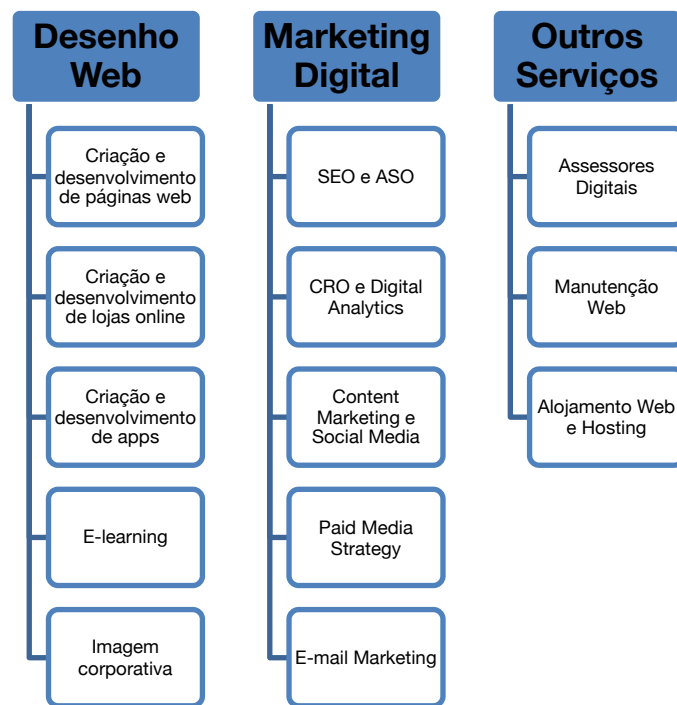 Desenho
Web
Criação e
desenvolvimento
de páginas web
Criação e
desenvolvimento
de lojas online
Criação e
desenvolvimento
de apps
E-learning
Imagem
corporativa
Marketing
Digital
SEO e ASO
CRO e Digital
Analytics
Content
Marketing e
Social Media
Paid Media
Strategy
E-mail Marketing
Outros
Serviços
Assessores
Digitais
Manutenção
Web
Alojamento Web
e Hosting